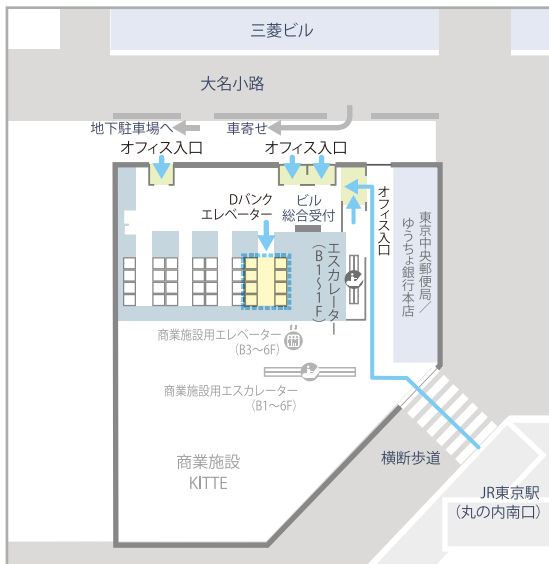 三菱ビル
大名小路
地下駐車場へ
車寄せ
オフィス入口
オフィス入口
Dバンク
エレベーター
ビル
総合受付
オフィス入口
エスカレーター
(B1〜1F)
東京中央郵便局/
ゆうちょ銀行本店
商業施設用エレベーター
(B3〜6F)
商業施設用エスカレーター
(B1〜6F)
商業施設
KITTE
横断歩道
JR東京駅
(丸の内南口)